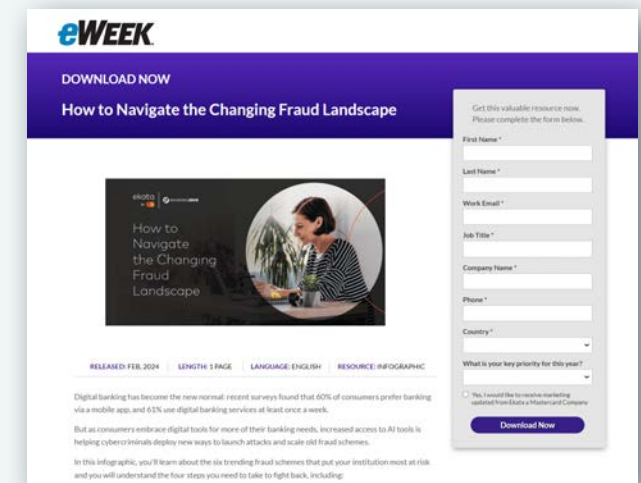 eWEEK
DOWNLOAD NOW
How to Navigate the Changing Fraud Landscape
ekata
How to
Navigate
the Changing
Fraud
Landscape
RELEASED: FEB, 2024 LENGTH: 1 PAGE LANGUAGE: ENGLISH RESOURCE: INFOGRAPHIC
Digital banking has become the new normal: recent surveys found that 60% of consumers prefer banking
via a mobile app, and 61% use digital banking services at least once a week.
But as consumers embrace digital tools for more of their banking needs, increased access to AI tools is
helping cybercriminals deploy new ways to launch attacks and scale old fraud schemes.
In this infographic, you'll learn about the six trending fraud schemes that put your institution most at risk
and you will understand the four steps you need to take to fight back, including:
Get this valuable resource now.
Please complete the form below.
First Name *
Last Name *
Work Email *
Job Title *
Company Name *
Phone *
Country *
What is your key priority for this year?
Yes, I would like to receive marketing
updated from Ekata a Mastercard Company
Download Now